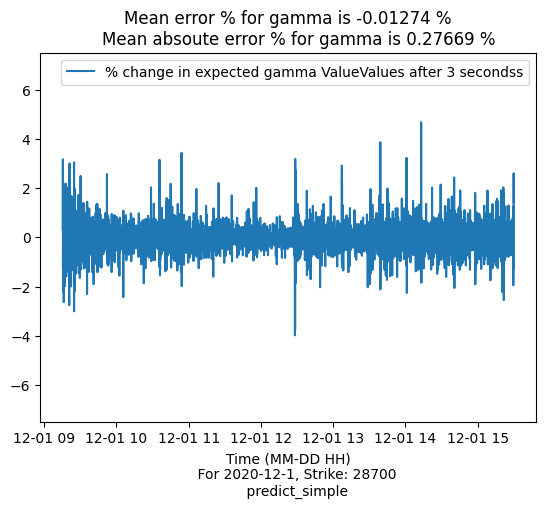 Mean error % for gamma is -0.01274 %
Mean absoute error % for gamma is 0.27669 %
% change in expected gamma ValueValues after 3 secondss
6
4
2
0
−2
−4
−6
12-01 09 12-01 10 12-01 11 12-01 12 12-01 13 12-01 14 12-01 15
Time (MM-DD HH)
For 2020-12-1, Strike: 28700
predict_simple